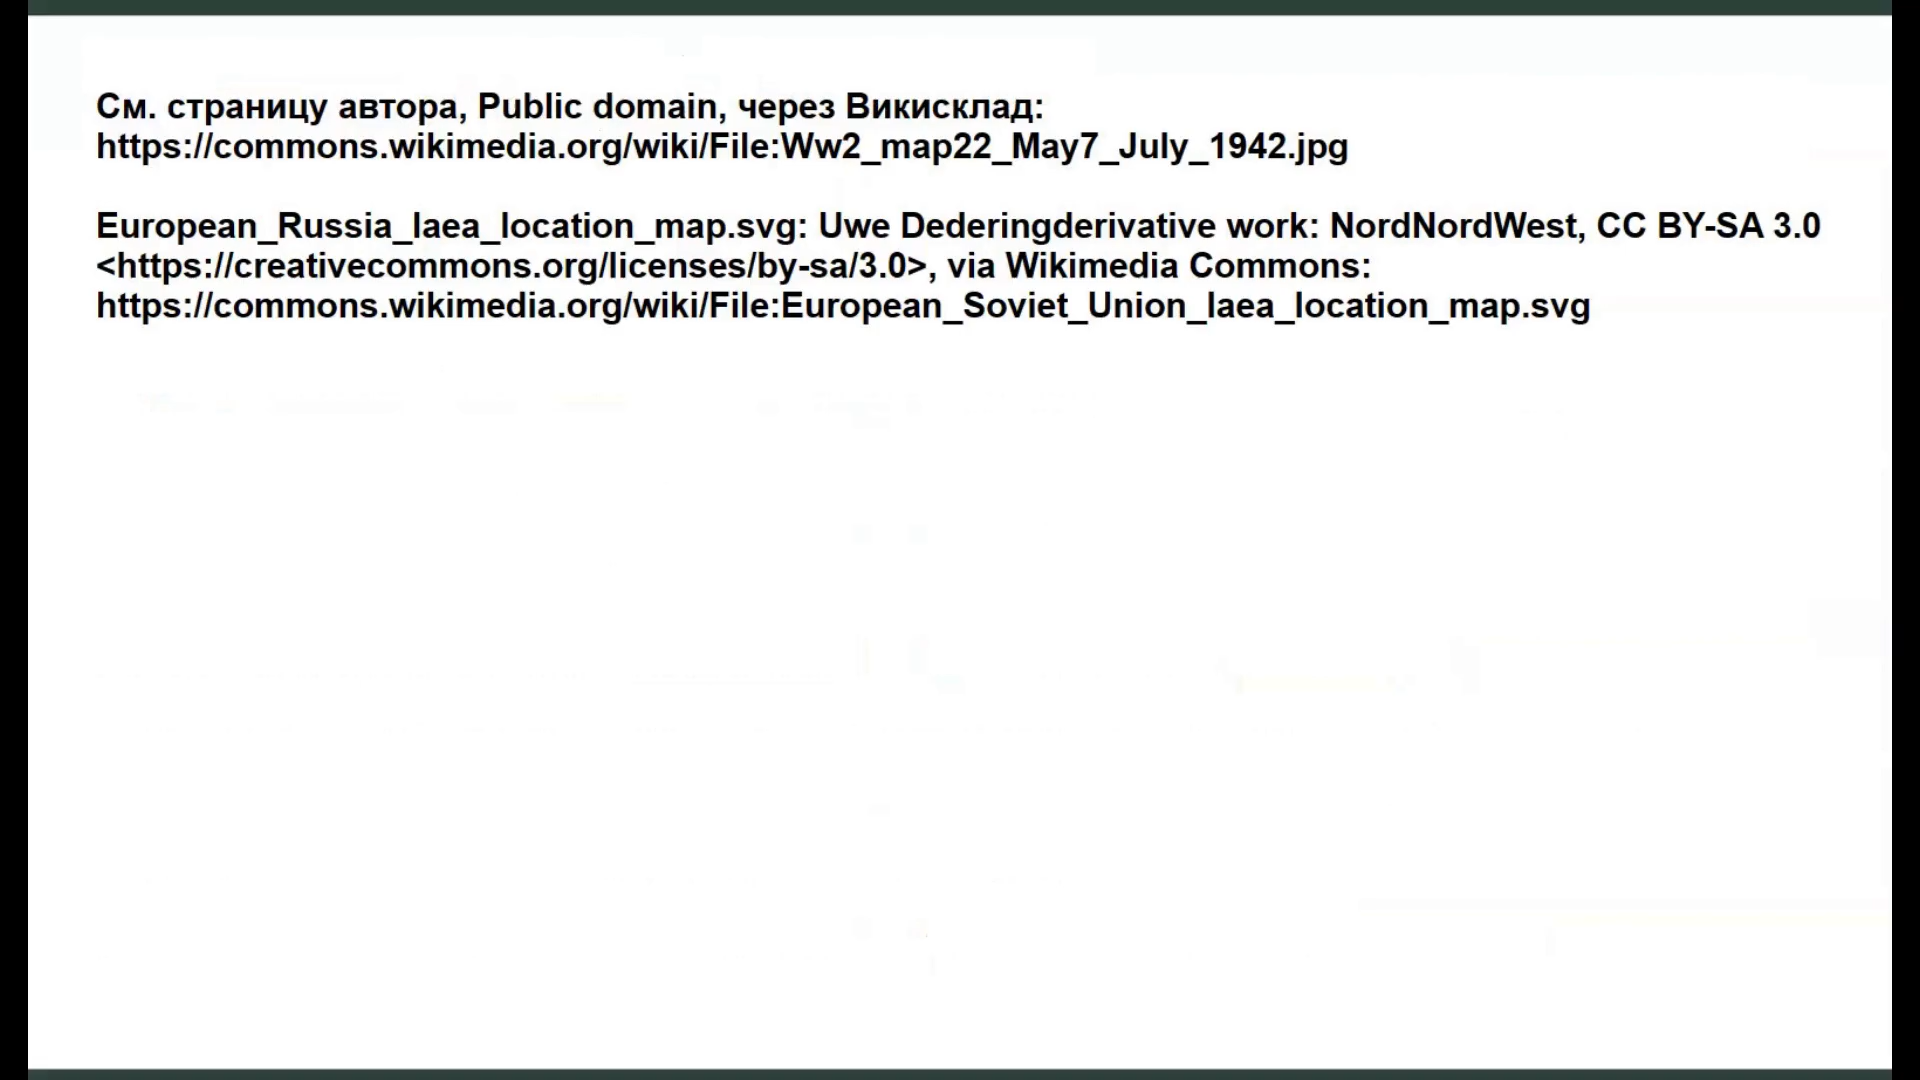 См. страницу автора, Public domain, через Викисклад:
https://commons.wikimedia.org/wiki/File:Ww2_map22_May7_July_1942.jpg
European_Russia_laea_location_map.svg: Uwe Dederingderivative work: NordNordWest, CC BY-SA 3.0
<https://creativecommons.org/licenses/by-sa/3.0>, via Wikimedia Commons:
https://commons.wikimedia.org/wiki/File:European_Soviet_Union_laea_location_map.svg